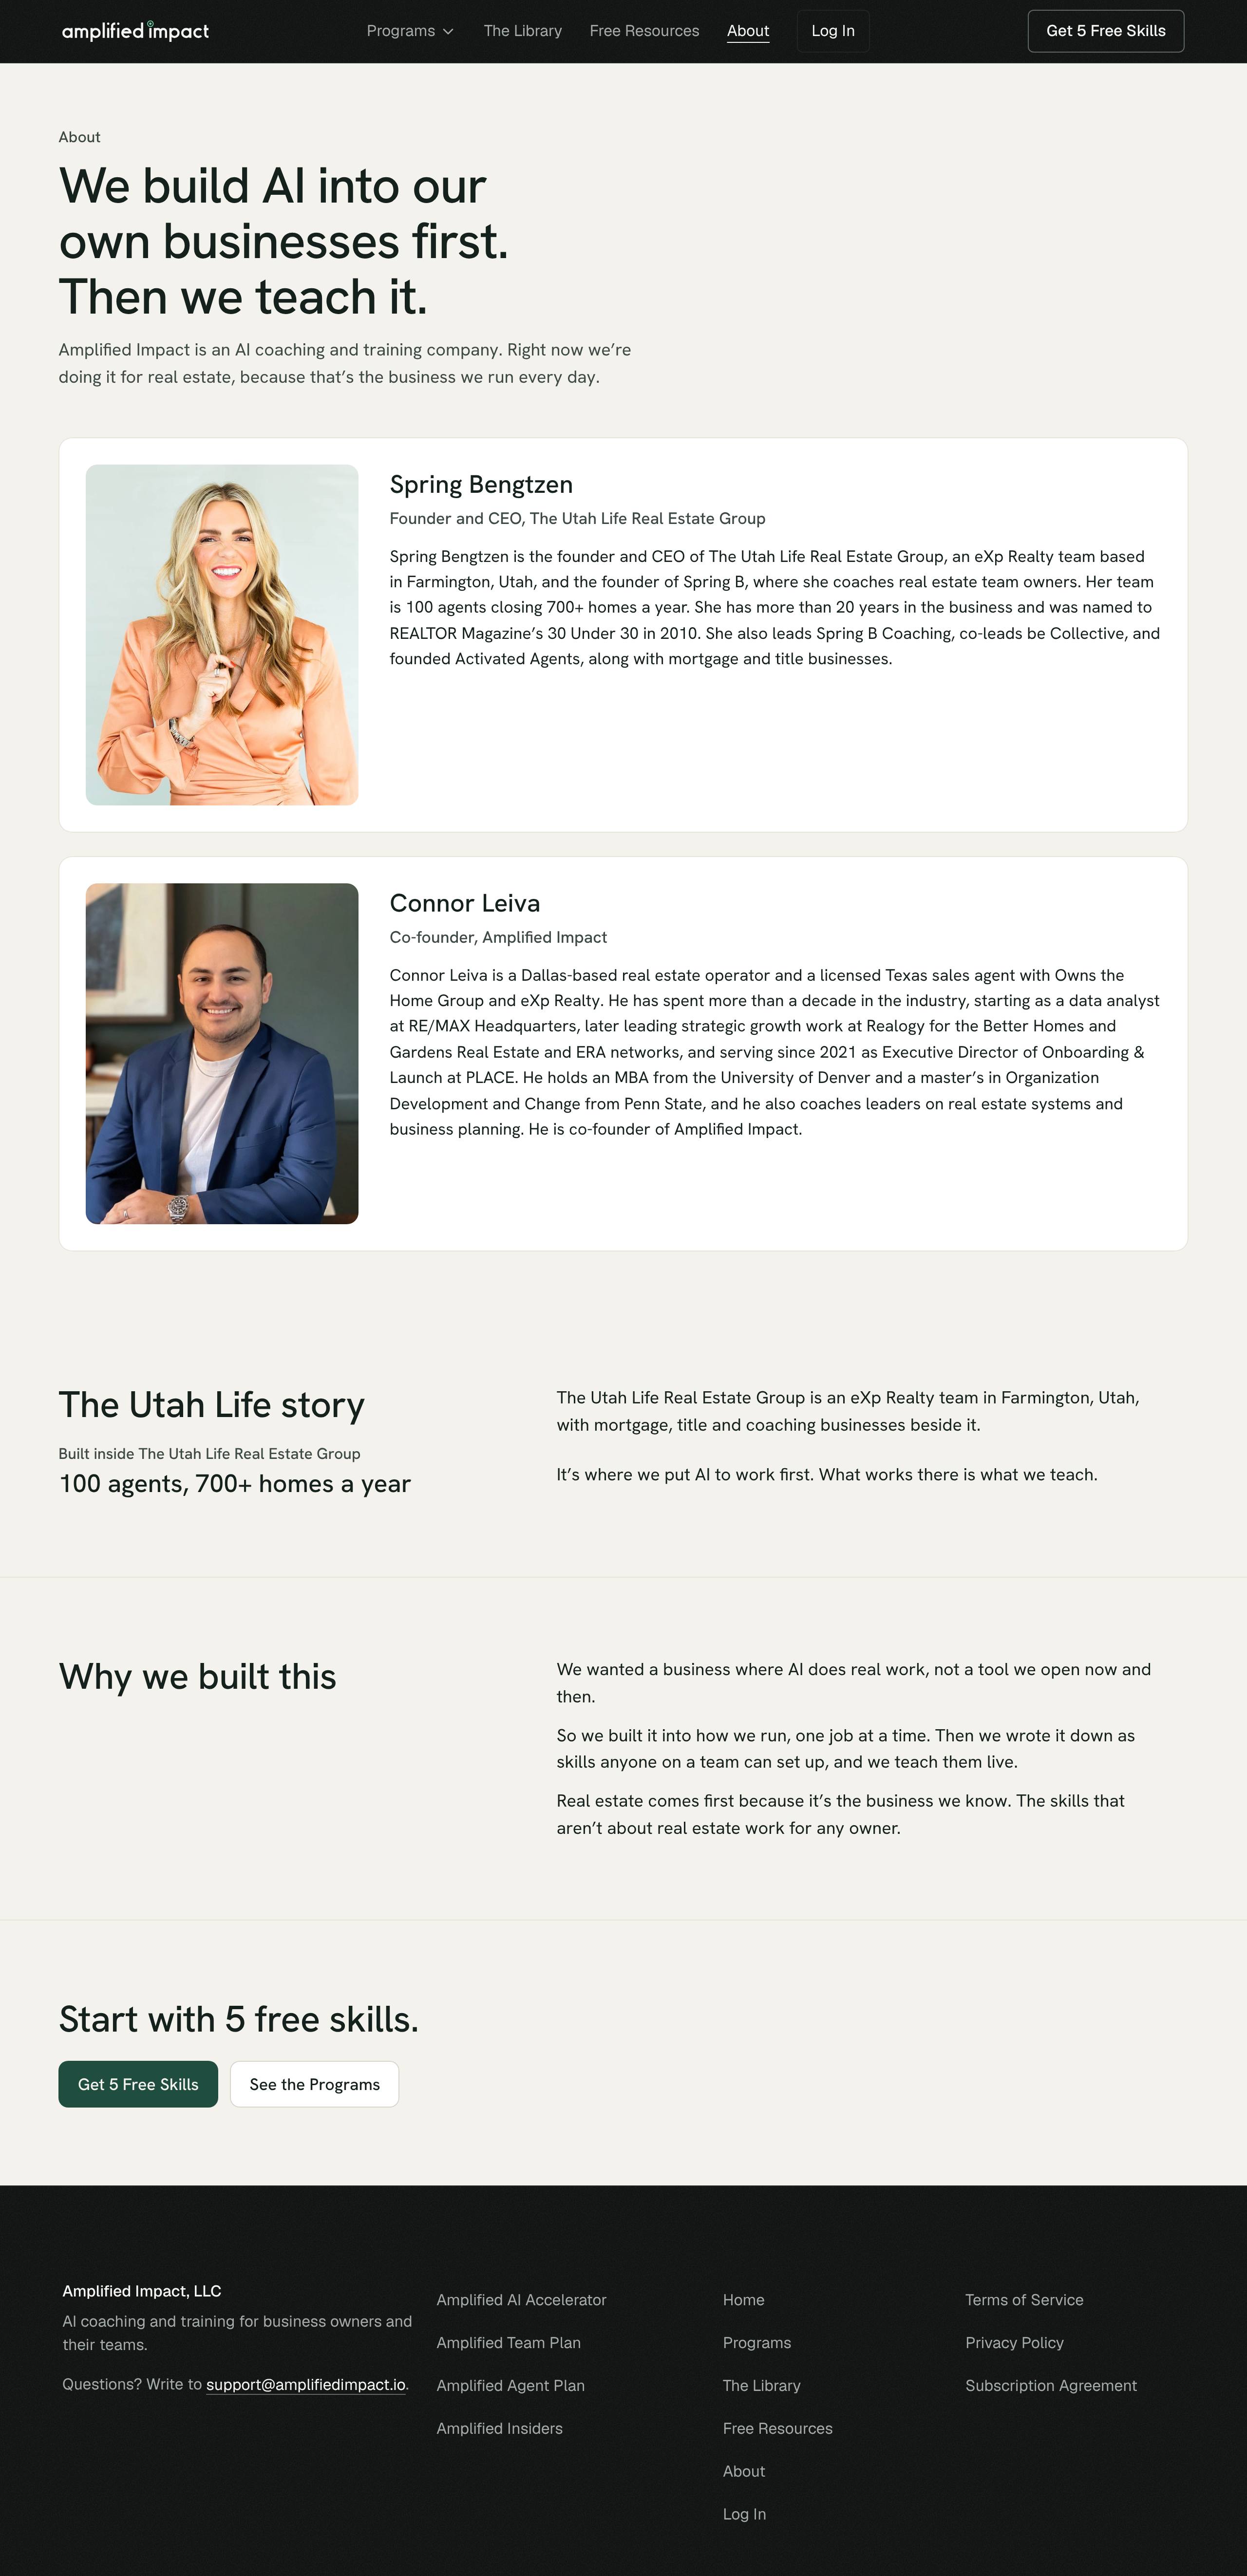 amplified impact
Programs
The Library
Free Resources
About
Log In
Get 5 Free Skills
About
We build AI into our
own businesses first.
Then we teach it.
Amplified Impact is an AI coaching and training company. Right now we’re
doing it for real estate, because that’s the business we run every day.
Spring Bengtzen
Founder and CEO, The Utah Life Real Estate Group
Spring Bengtzen is the founder and CEO of The Utah Life Real Estate Group, an eXp Realty team based
in Farmington, Utah, and the founder of Spring B, where she coaches real estate team owners. Her team
is 100 agents closing 700+ homes a year. She has more than 20 years in the business and was named to
REALTOR Magazine’s 30 Under 30 in 2010. She also leads Spring B Coaching, co-leads be Collective, and
founded Activated Agents, along with mortgage and title businesses.
Connor Leiva
Co-founder, Amplified Impact
Connor Leiva is a Dallas-based real estate operator and a licensed Texas sales agent with Owns the
Home Group and eXp Realty. He has spent more than a decade in the industry, starting as a data analyst
at RE/MAX Headquarters, later leading strategic growth work at Realogy for the Better Homes and
Gardens Real Estate and ERA networks, and serving since 2021 as Executive Director of Onboarding &
Launch at PLACE. He holds an MBA from the University of Denver and a master’s in Organization
Development and Change from Penn State, and he also coaches leaders on real estate systems and
business planning. He is co-founder of Amplified Impact.
The Utah Life story
Built inside The Utah Life Real Estate Group
100 agents, 700+ homes a year
The Utah Life Real Estate Group is an eXp Realty team in Farmington, Utah,
with mortgage, title and coaching businesses beside it.
It’s where we put AI to work first. What works there is what we teach.
Why we built this
We wanted a business where AI does real work, not a tool we open now and
then.
So we built it into how we run, one job at a time. Then we wrote it down as
skills anyone on a team can set up, and we teach them live.
Real estate comes first because it’s the business we know. The skills that
aren’t about real estate work for any owner.
Start with 5 free skills.
Get 5 Free Skills
See the Programs
Amplified Impact, LLC
AI coaching and training for business owners and
their teams.
Questions? Write to support@amplifiedimpact.io.
Amplified AI Accelerator
Amplified Team Plan
Amplified Agent Plan
Amplified Insiders
Home
Programs
The Library
Free Resources
About
Log In
Terms of Service
Privacy Policy
Subscription Agreement